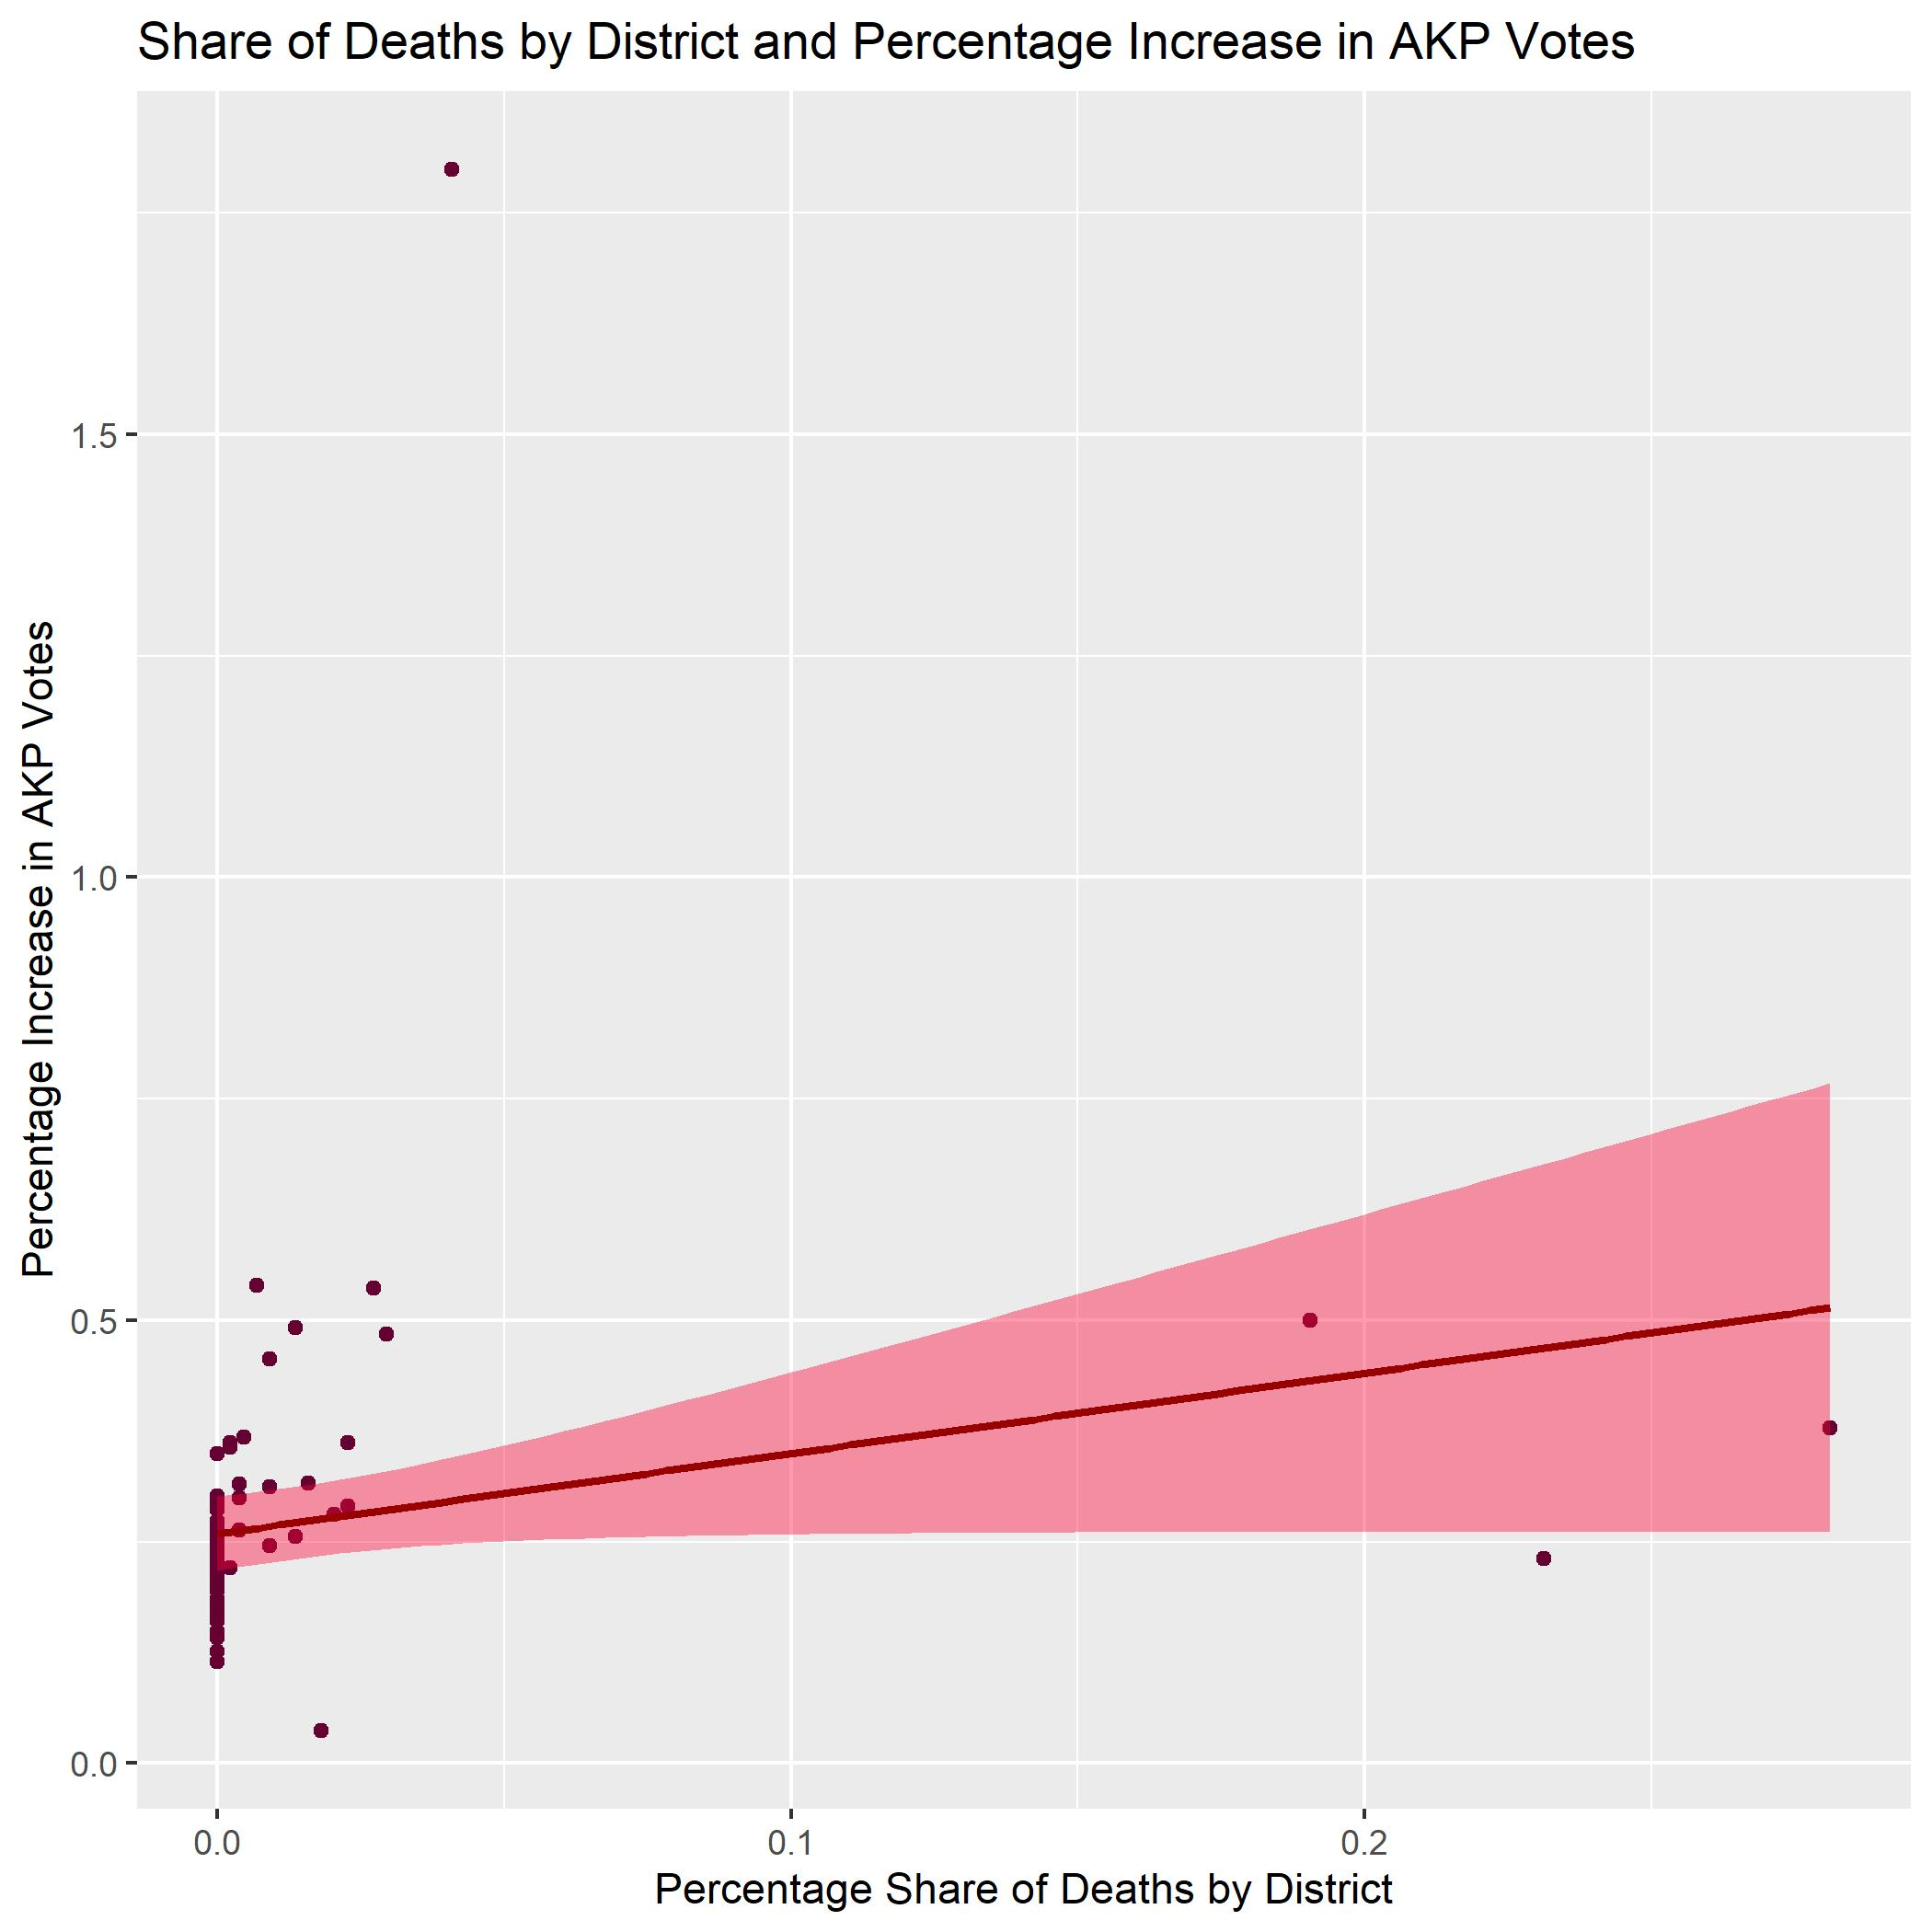 Share of Deaths by District and Percentage Increase in AKP Votes
Percentage Increase in AKP Votes
1.5
1.0
0.5
0.0
0.0 0.1 0.2
Percentage Share of Deaths by District